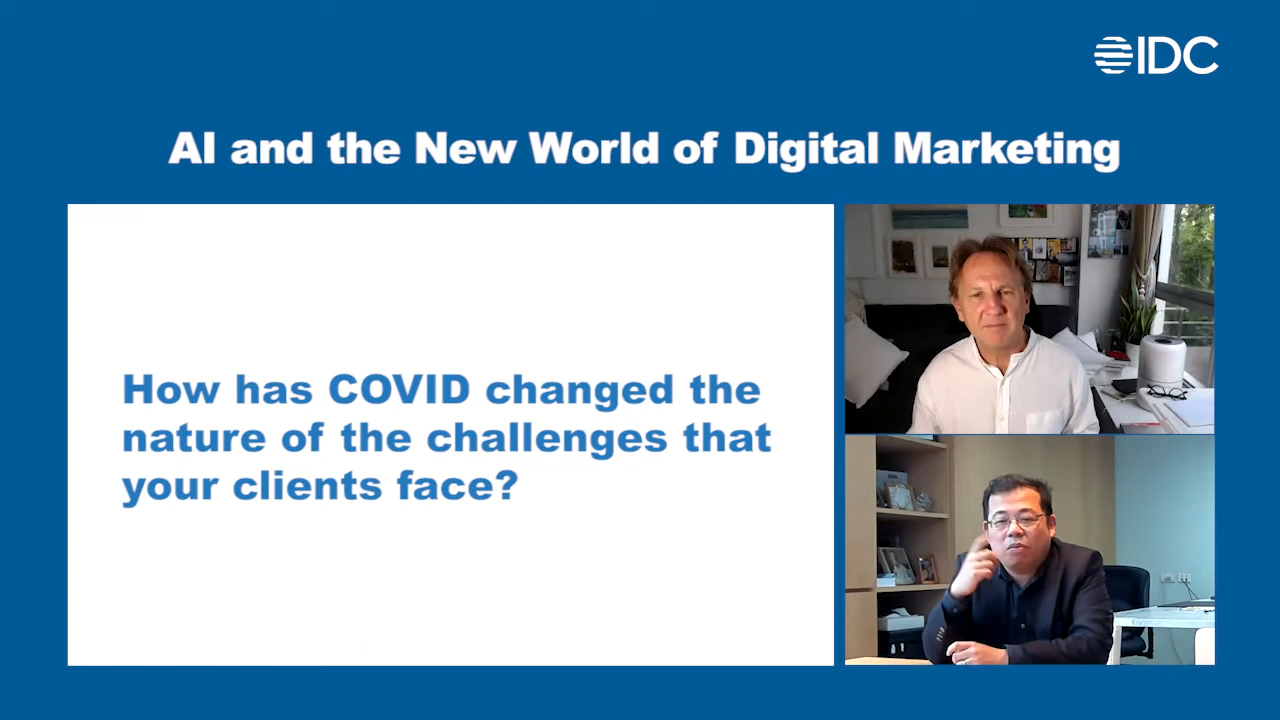 IDC
AI and the New World of Digital Marketing
How has COVID changed the
nature of the challenges that
your clients face?